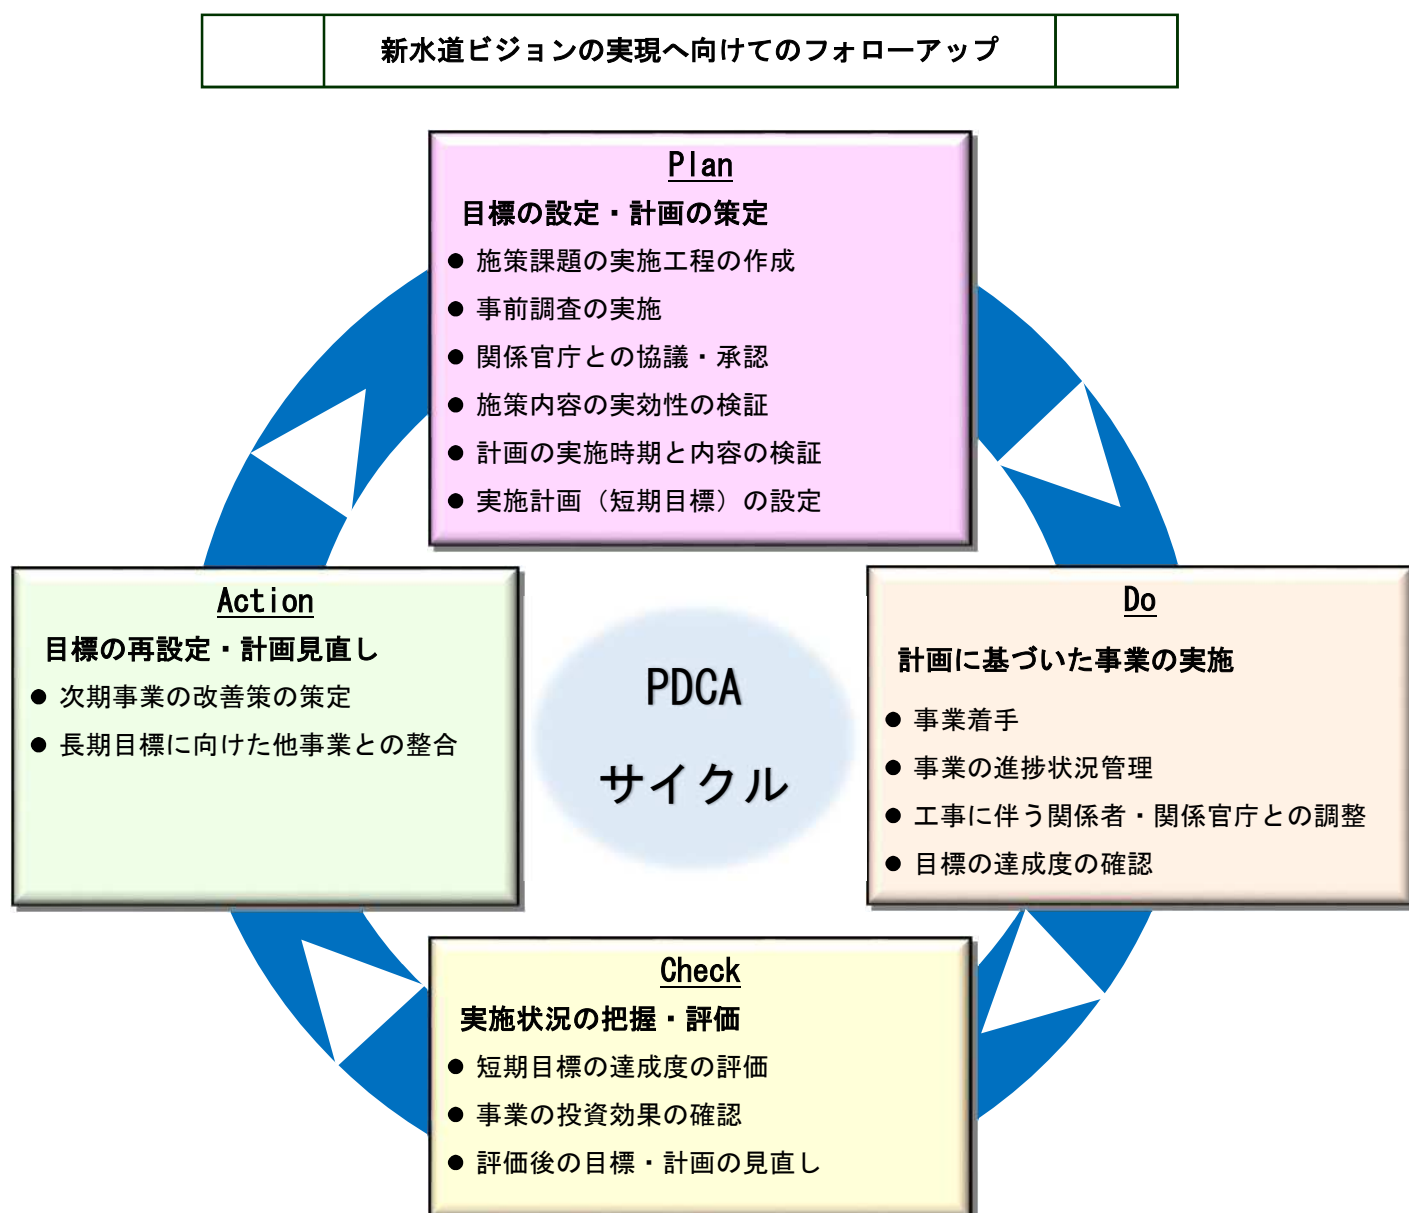 新水道ビジョンの実現へ向けてのフォローアップ
Plan
目標の設定・計画の策定
● 施策課題の実施工程の作成
● 事前調査の実施
● 関係官庁との協議・承認
● 施策内容の実効性の検証
● 計画の実施時期と内容の検証
● 実施計画（短期目標）の設定
Action
目標の再設定・計画見直し
● 次期事業の改善策の策定
● 長期目標に向けた他事業との整合
PDCA
サイクル
Do
計画に基づいた事業の実施
● 事業着手
● 事業の進捗状況管理
● 工事に伴う関係者・関係官庁との調整
● 目標の達成度の確認
Check
実施状況の把握・評価
● 短期目標の達成度の評価
● 事業の投資効果の確認
● 評価後の目標・計画の見直し